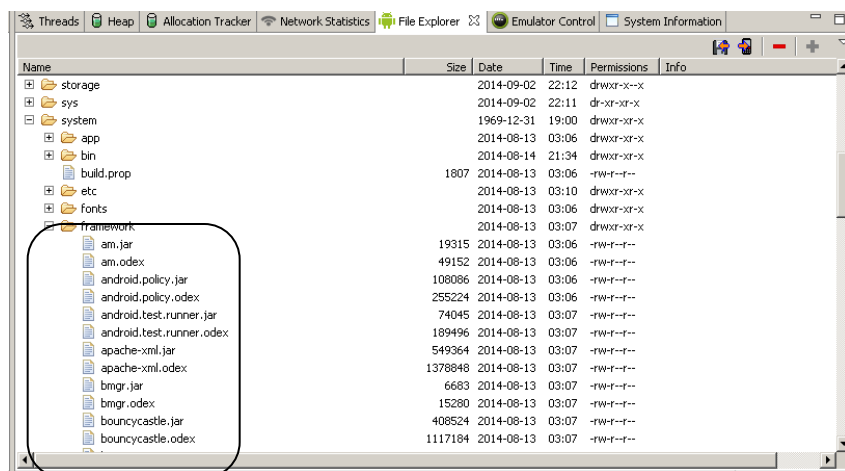 Threads Heap Allocation Tracker Network Statistics File Explorer Emulator Control System Information
Name Size Date Time Permissions Info
storage 2014-09-02 22:12 drwxr-x--x
sys 2014-09-02 22:11 dr-xr-xr-x
system 1969-12-31 19:00 drwxr-xr-x
app 2014-08-13 03:06 drwxr-xr-x
bin 2014-08-14 21:34 drwxr-xr-x
build.prop 1807 2014-08-13 03:06 -rw-r--r--
etc 2014-08-13 03:10 drwxr-xr-x
fonts 2014-08-13 03:06 drwxr-xr-x
framework 2014-08-13 03:07 drwxr-xr-x
am.jar 19315 2014-08-13 03:06 -rw-r--r--
am.odex 49152 2014-08-13 03:06 -rw-r--r--
android.policy.jar 108086 2014-08-13 03:06 -rw-r--r--
android.policy.odex 255224 2014-08-13 03:06 -rw-r--r--
android.test.runner.jar 74045 2014-08-13 03:07 -rw-r--r--
android.test.runner.odex 189496 2014-08-13 03:07 -rw-r--r--
apache-xml.jar 549364 2014-08-13 03:07 -rw-r--r--
apache-xml.odex 1378848 2014-08-13 03:07 -rw-r--r--
bmgr.jar 6683 2014-08-13 03:07 -rw-r--r--
bmgr.odex 15280 2014-08-13 03:07 -rw-r--r--
bouncycastle.jar 408524 2014-08-13 03:07 -rw-r--r--
bouncycastle.odex 1117184 2014-08-13 03:07 -rw-r--r--